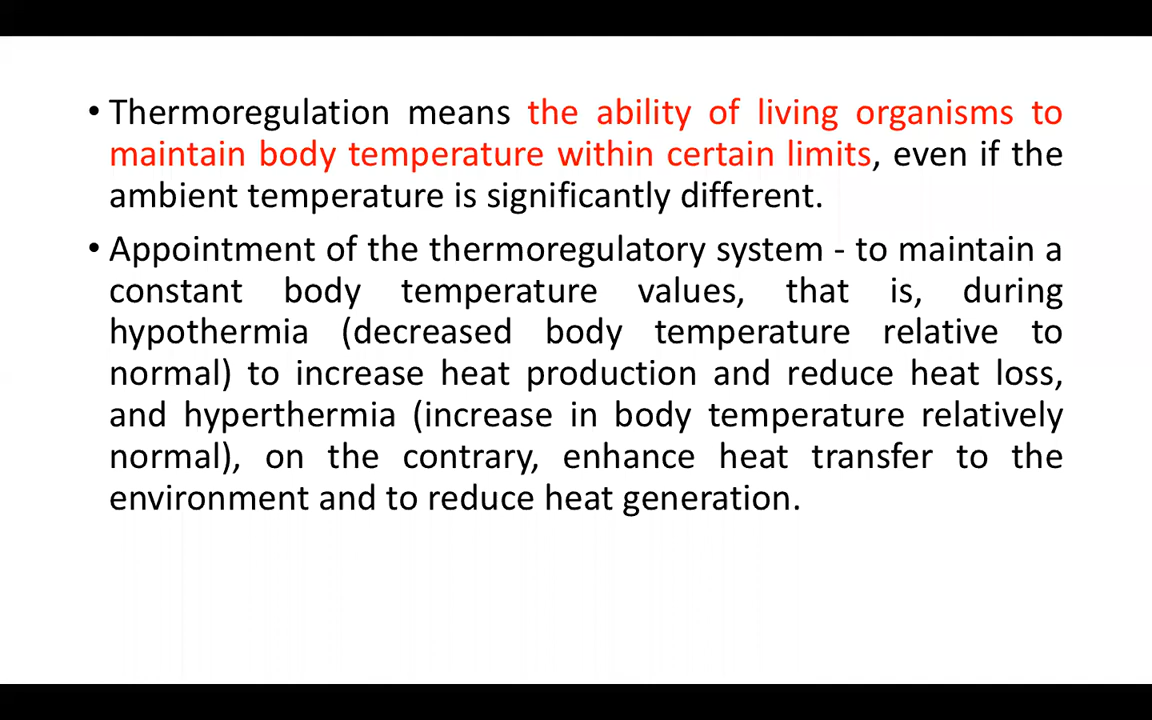 • Thermoregulation means the ability of living organisms to
maintain body temperature within certain limits, even if the
ambient temperature is significantly different.
• Appointment of the thermoregulatory system - to maintain a
constant body temperature values, that is, during
hypothermia (decreased body temperature relative to
normal) to increase heat production and reduce heat loss,
and hyperthermia (increase in body temperature relatively
normal), on the contrary, enhance heat transfer to the
environment and to reduce heat generation.